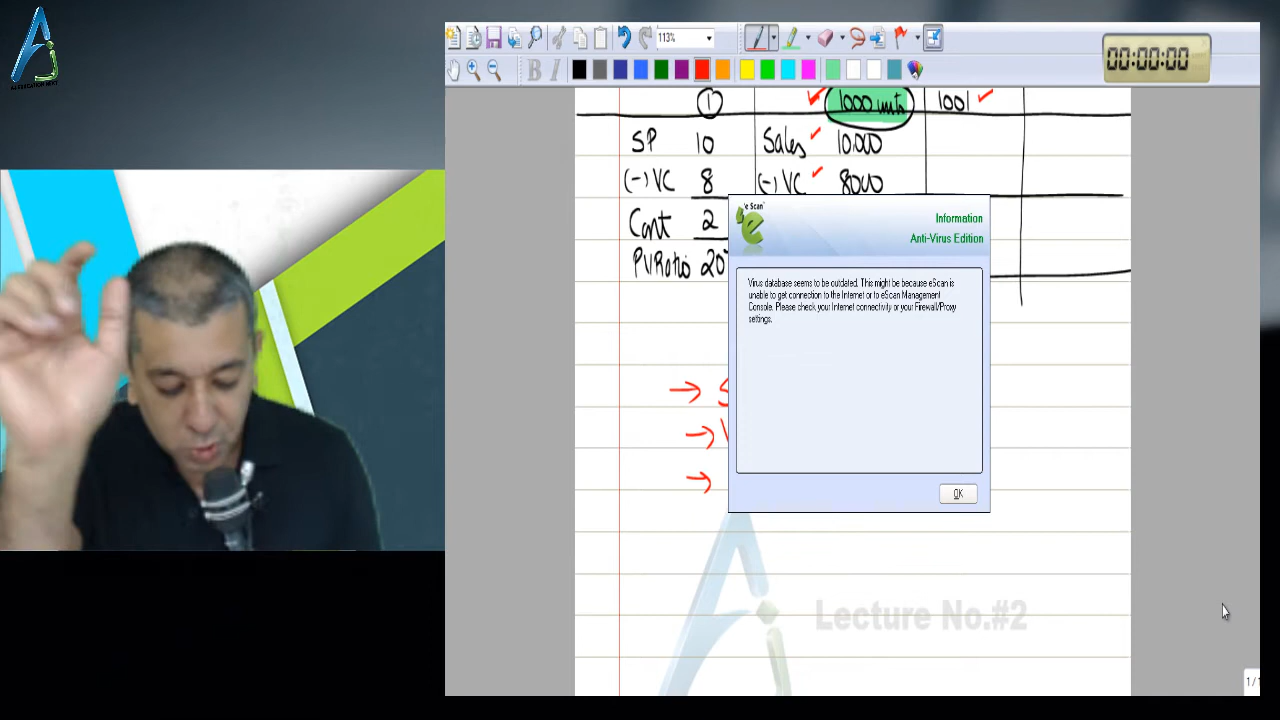 113%
00:00:00
1 1000 units 1001
SP 10 Sales 10,000
(-) VC 8 (-) VC 8000
Cont 2
PV Ratio 20
e Scan
Information
Anti-Virus Edition
Virus database seems to be outdated. This might be because eScan is
unable to get connection to the Internet or to eScan Management
Console. Please check your Internet connectivity or your Firewall/Proxy
settings.
OK
Lecture No.#2
1/1